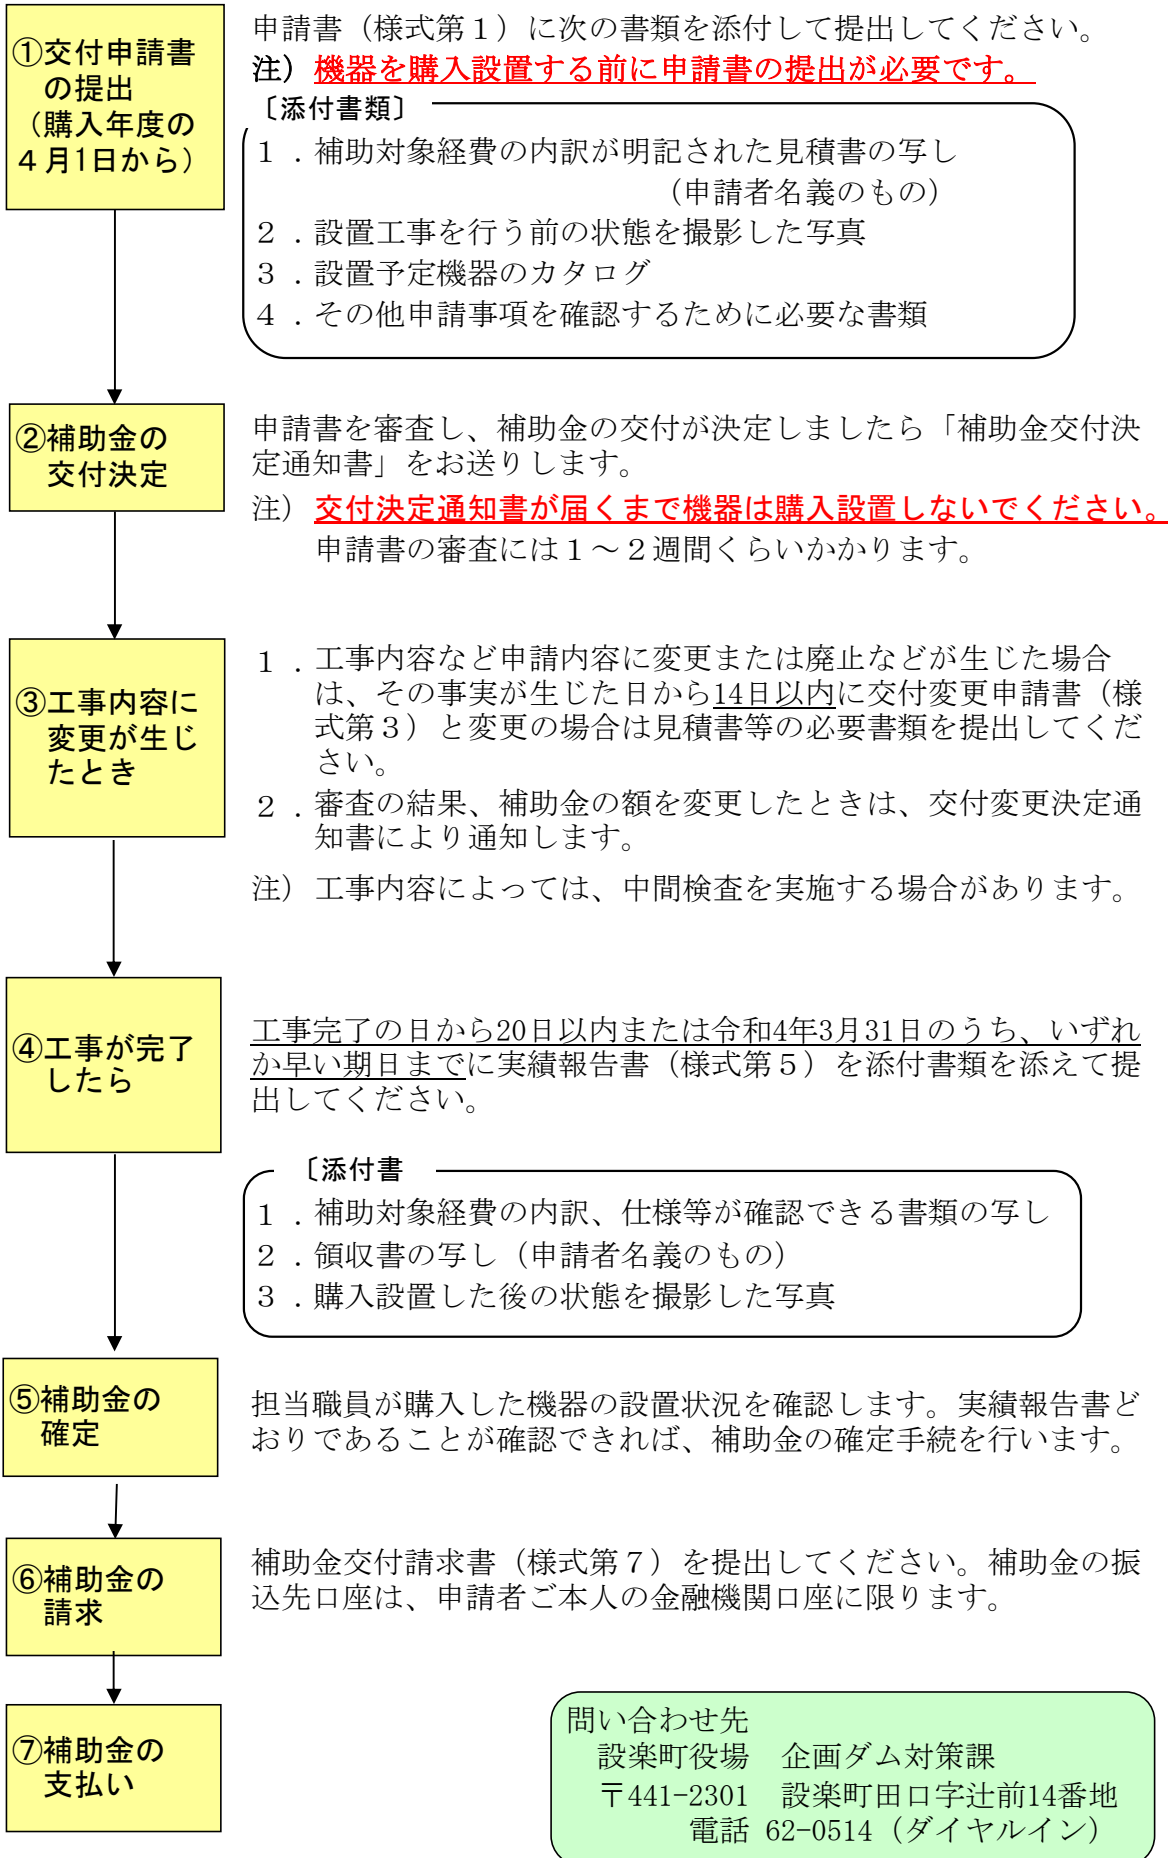 ①交付申請書
の提出
（購入年度の
４月1日から）
申請書（様式第１）に次の書類を添付して提出してください。
注）機器を購入設置する前に申請書の提出が必要です。
〔添付書類〕
１．補助対象経費の内訳が明記された見積書の写し
（申請者名義のもの）
２．設置工事を行う前の状態を撮影した写真
３．設置予定機器のカタログ
４．その他申請事項を確認するために必要な書類
②補助金の
交付決定
申請書を審査し、補助金の交付が決定しましたら「補助金交付決
定通知書」をお送りします。
注）交付決定通知書が届くまで機器は購入設置しないでください。
申請書の審査には１～２週間くらいかかります。
③工事内容に
変更が生じ
たとき
１．工事内容など申請内容に変更または廃止などが生じた場合
は、その事実が生じた日から14日以内に交付変更申請書（様
式第３）と変更の場合は見積書等の必要書類を提出してくだ
さい。
２．審査の結果、補助金の額を変更したときは、交付変更決定通
知書により通知します。
注）工事内容によっては、中間検査を実施する場合があります。
④工事が完了
したら
工事完了の日から20日以内または令和4年3月31日のうち、いずれ
か早い期日までに実績報告書（様式第５）を添付書類を添えて提
出してください。
〔添付書
１．補助対象経費の内訳、仕様等が確認できる書類の写し
２．領収書の写し（申請者名義のもの）
３．購入設置した後の状態を撮影した写真
⑤補助金の
確定
担当職員が購入した機器の設置状況を確認します。実績報告書ど
おりであることが確認できれば、補助金の確定手続を行います。
⑥補助金の
請求
補助金交付請求書（様式第７）を提出してください。補助金の振
込先口座は、申請者ご本人の金融機関口座に限ります。
⑦補助金の
支払い
問い合わせ先
設楽町役場　企画ダム対策課
〒441-2301　設楽町田口字辻前14番地
電話 62-0514（ダイヤルイン）